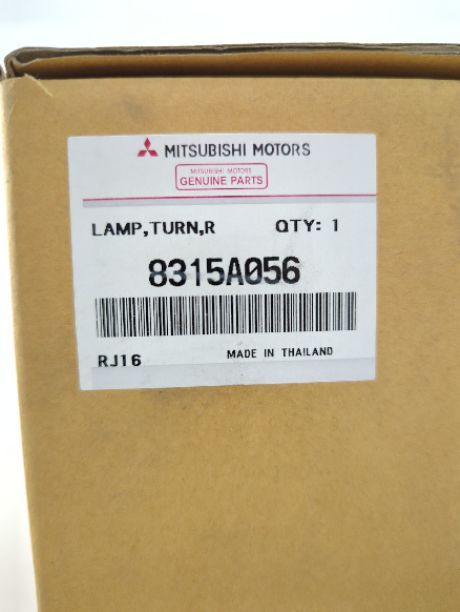 MITSUBISHI MOTORS
MITSUBISHI MOTORS
GENUINE PARTS
LAMP,TURN,R QTY: 1
8315A056
RJ16 MADE IN THAILAND